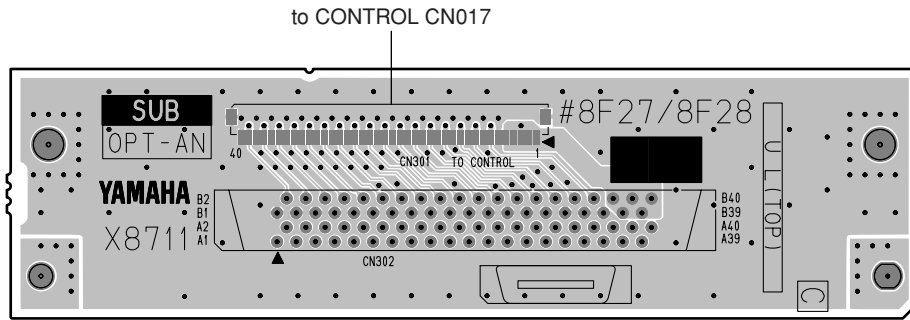 to CONTROL CN017
SUB
OPT-AN
#8F27/8F28
40
CN301
TO CONTROL
1
UL(TOP)
YAMAHA
X8711
B2
B1
A2
A1
B40
B39
A40
A39
CN302
C